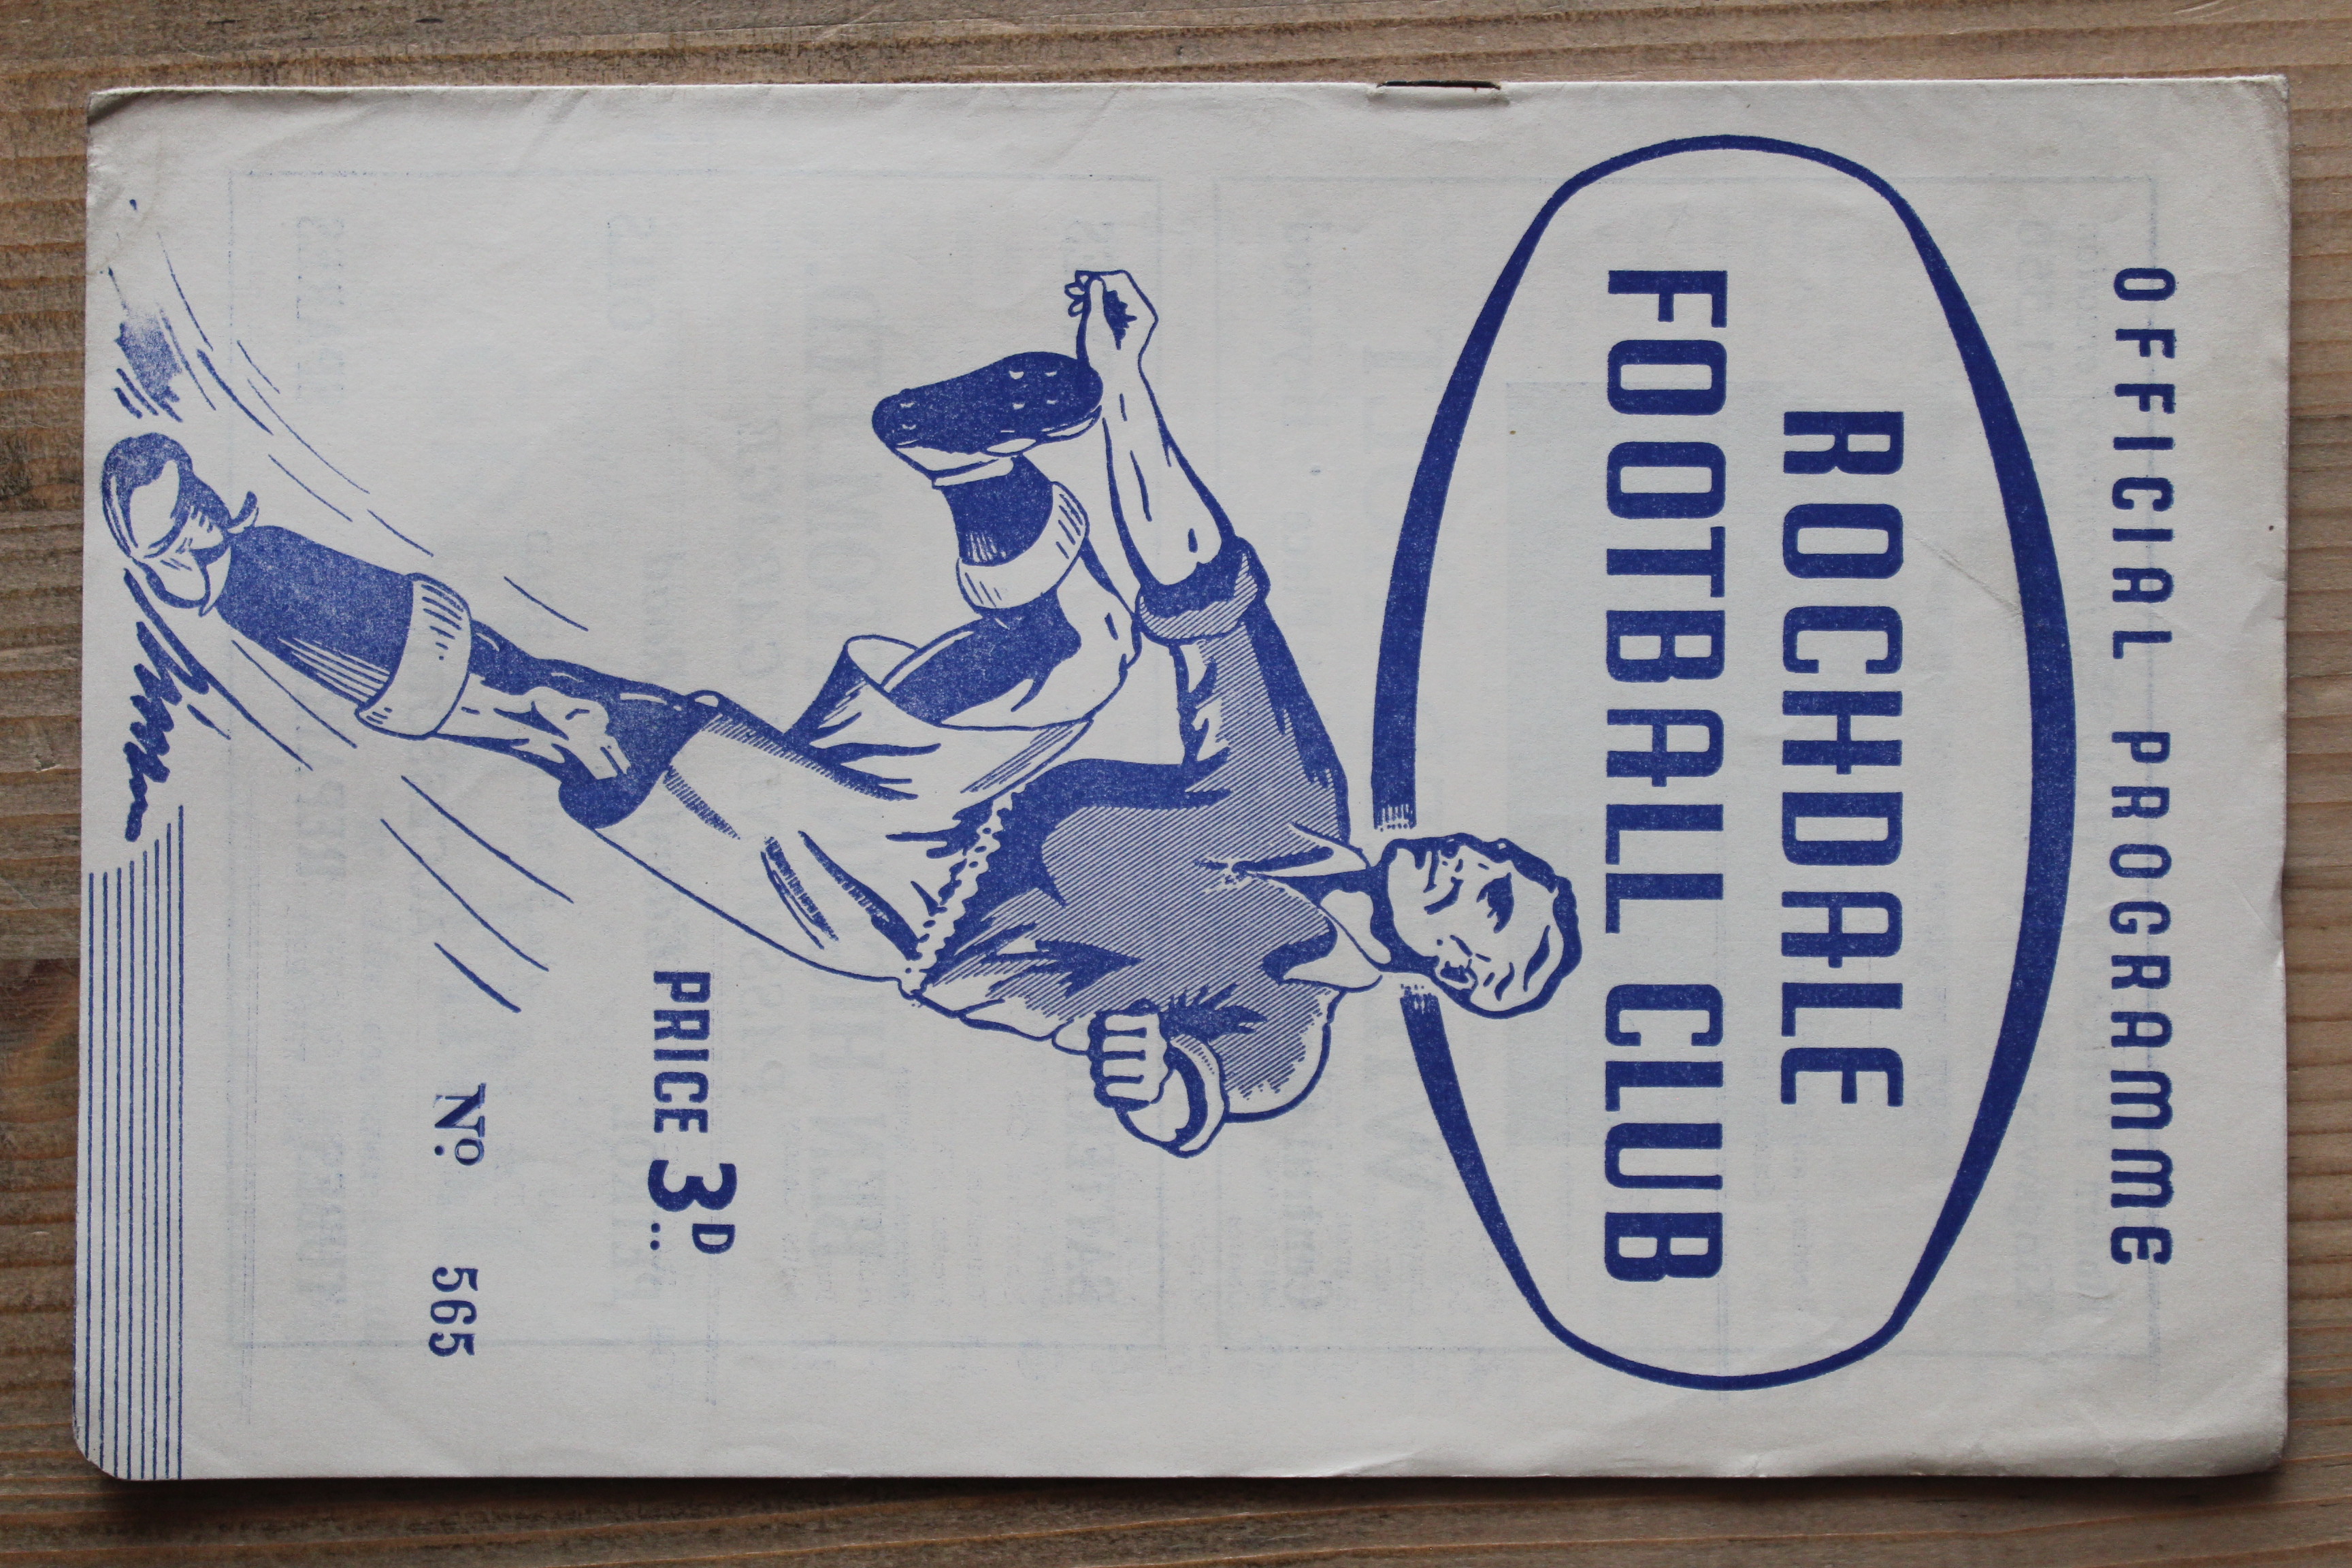 OFFICIAL PROGRAMME
ROCHDALE
FOOTBALL CLUB
PRICE 3D..
No. 565